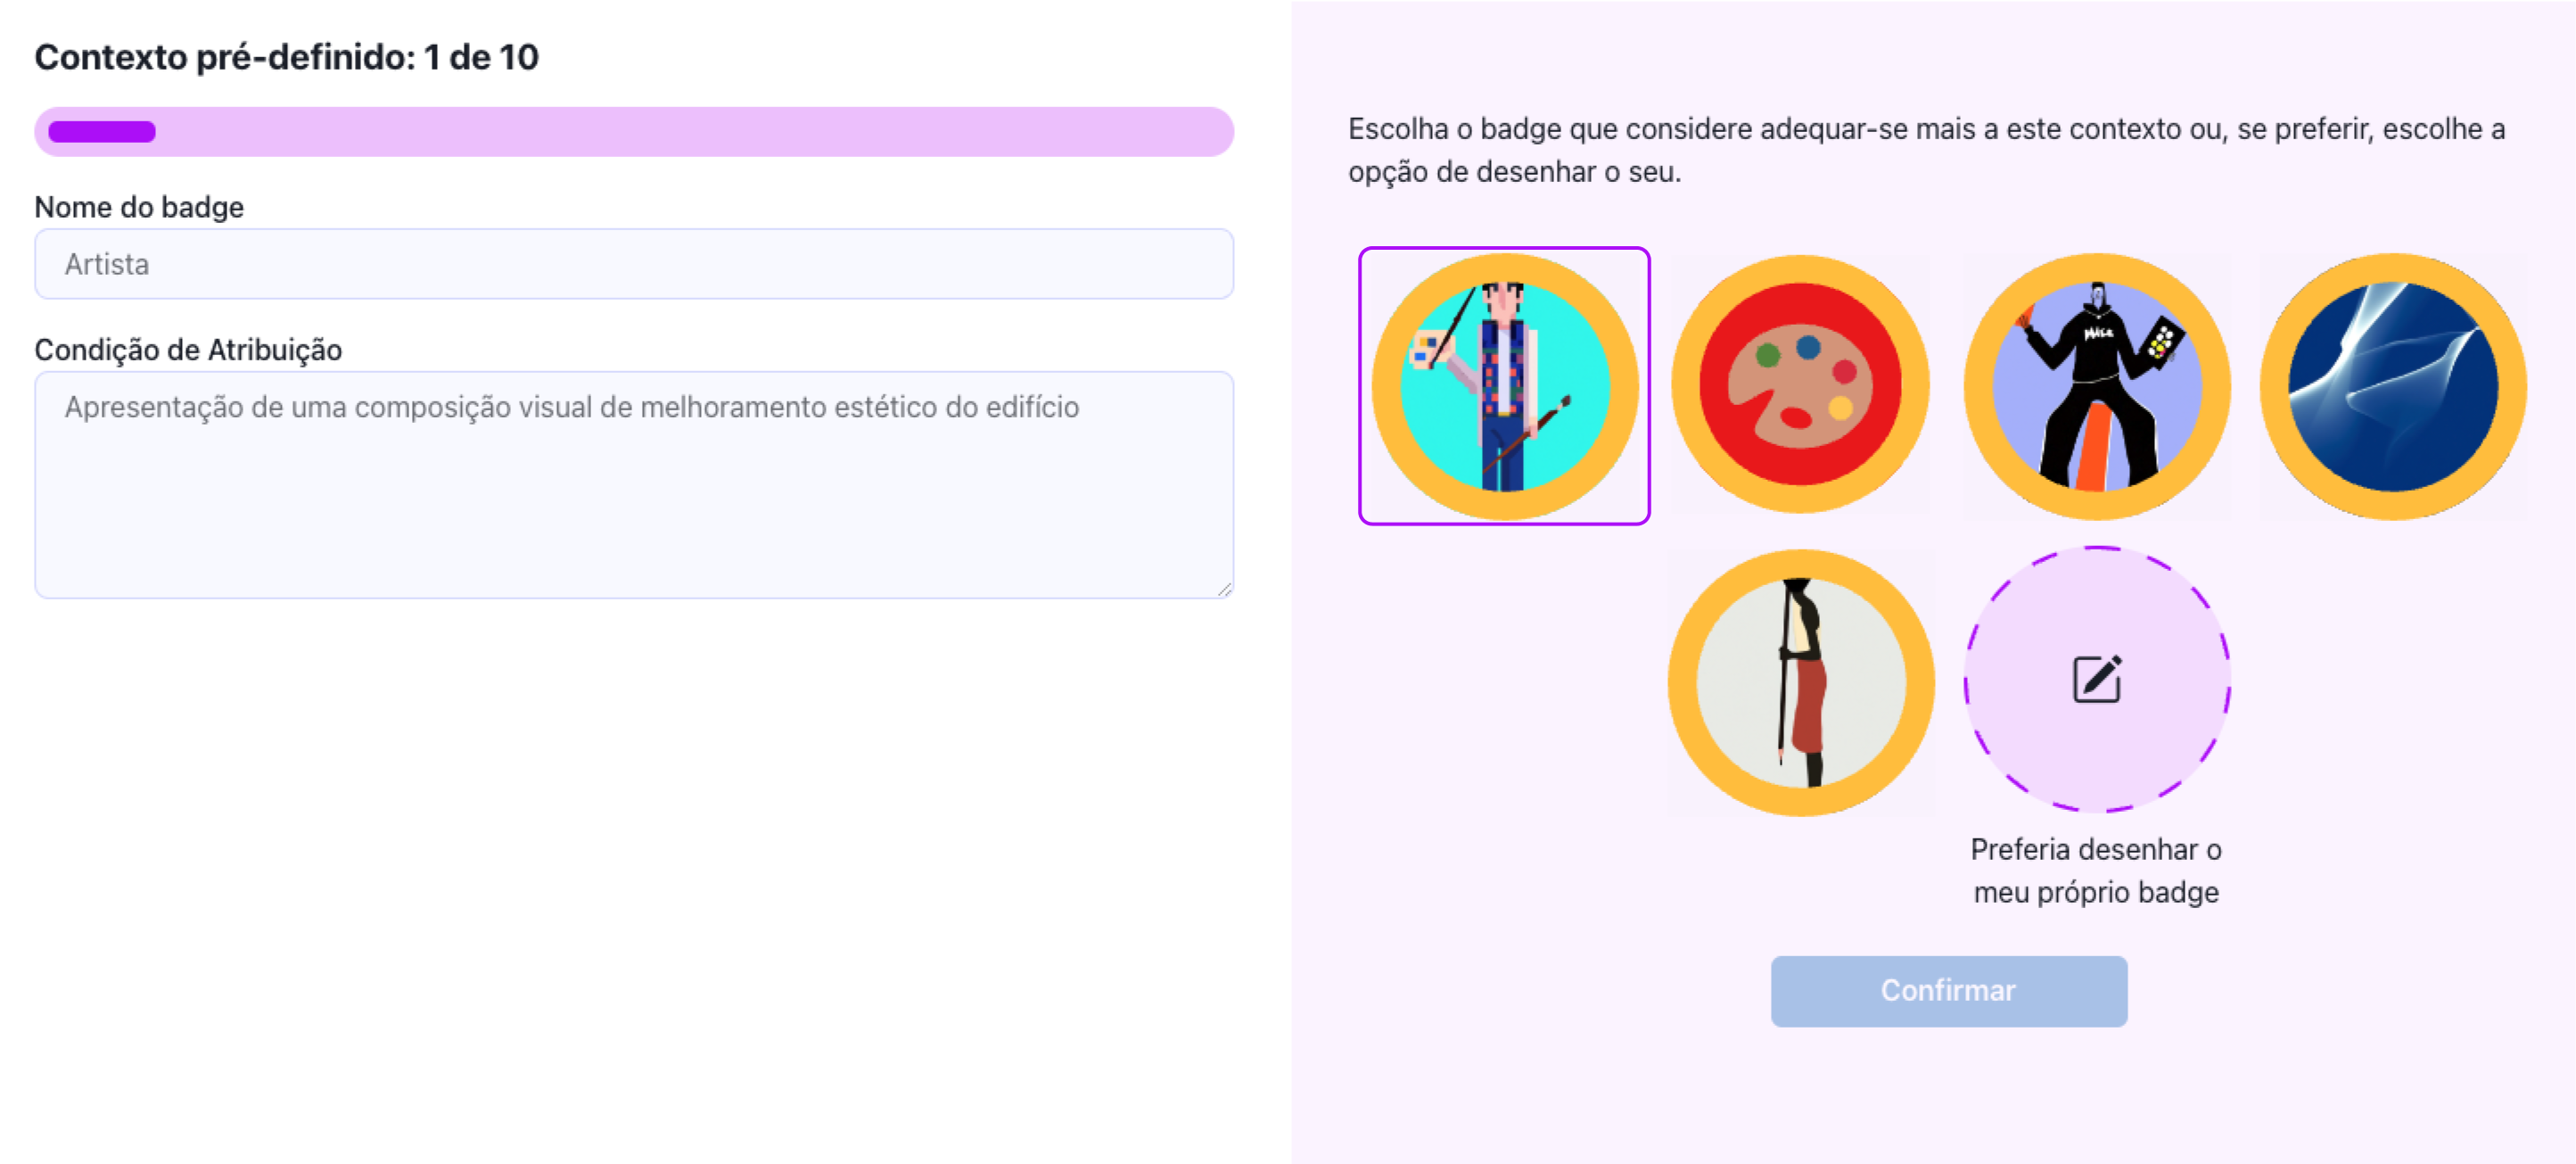 Contexto pré-definido: 1 de 10
Nome do badge
Artista
Condição de Atribuição
Apresentação de uma composição visual de melhoramento estético do edifício
Escolha o badge que considere adequar-se mais a este contexto ou, se preferir, escolhe a
opção de desenhar o seu.
Preferia desenhar o
meu próprio badge
Confirmar